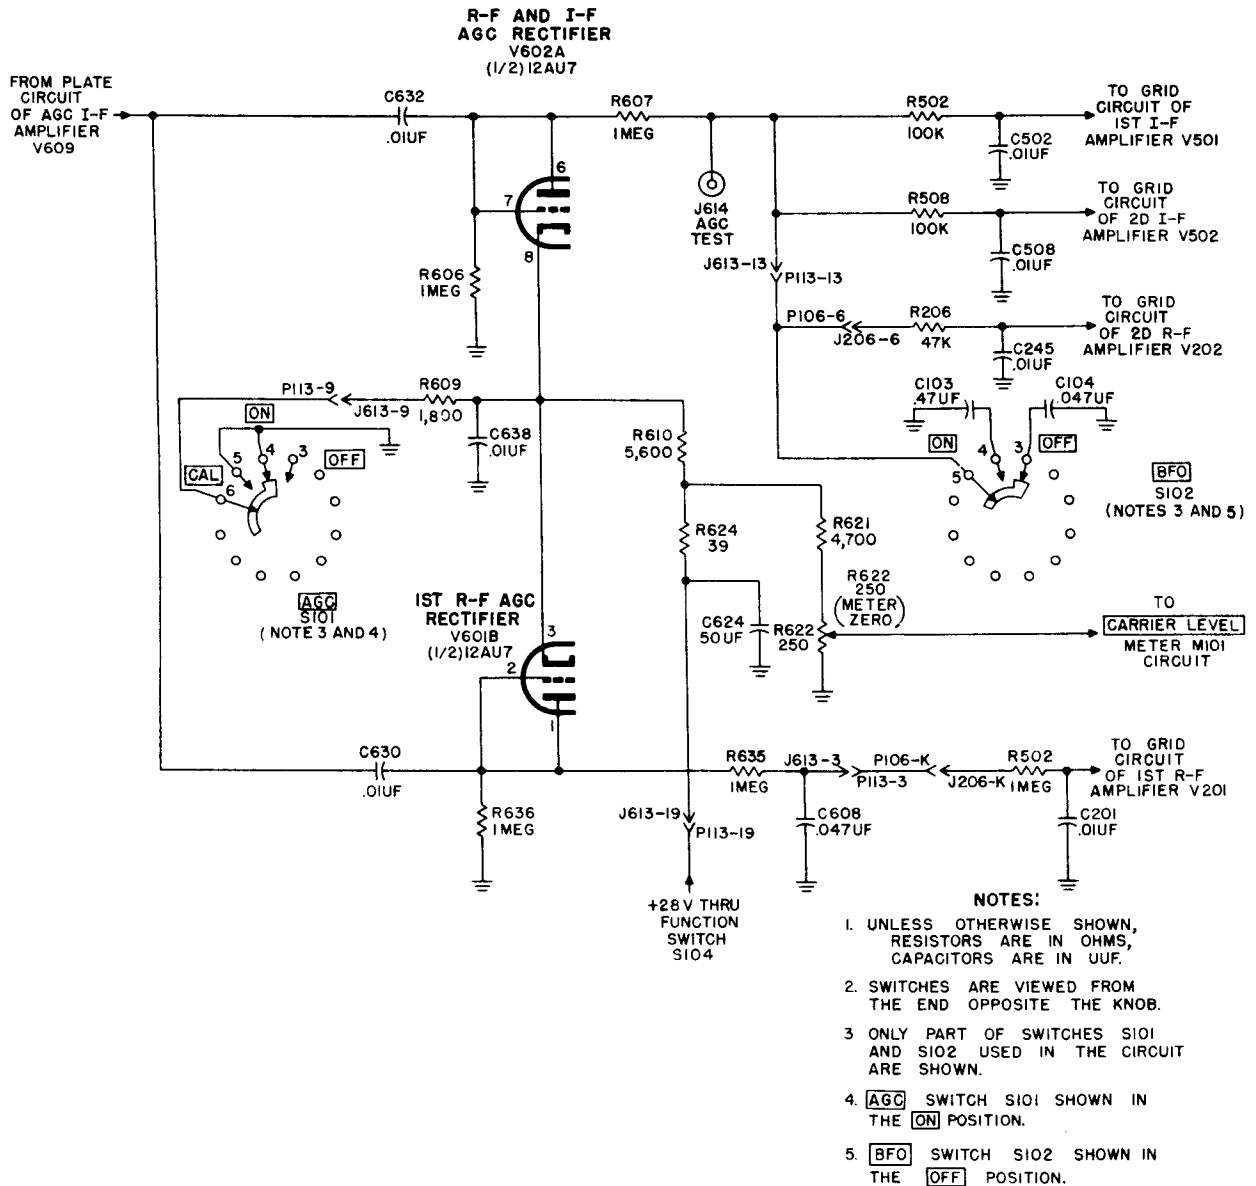 R-F AND I-F
AGC RECTIFIER
V602A
(1/2) 12AU7
FROM PLATE
CIRCUIT
OF AGC I-F
AMPLIFIER
V609
C632
.01UF
R607
1MEG
R502
100K
C502
.01UF
TO GRID
CIRCUIT OF
1ST I-F
AMPLIFIER V501
6
7
8
J614
AGC
TEST
R508
100K
C508
.01UF
TO GRID
CIRCUIT
OF 2D I-F
AMPLIFIER V502
R606
1MEG
J613-13
P113-13
P106-6
J206-6
R206
47K
C245
.01UF
TO GRID
CIRCUIT
OF 2D R-F
AMPLIFIER V202
P113-9
J613-9
R609
1,800
C638
.01UF
ON
OFF
CAL
5
4
3
6
AGC
S101
(NOTE 3 AND 4)
R610
5,600
C103
.47UF
C104
.047UF
ON
OFF
5
4
3
BFO
S102
(NOTES 3 AND 5)
R624
39
R621
4,700
R622
250
(METER
ZERO)
C624
50UF
R622
250
TO
CARRIER LEVEL
METER M101
CIRCUIT
1ST R-F AGC
RECTIFIER
V601B
(1/2) 12AU7
3
2
1
C630
.01UF
R636
1MEG
R635
1MEG
J613-3
P113-3
P106-K
J206-K
R502
1MEG
C608
.047UF
C201
.01UF
TO GRID
CIRCUIT
OF 1ST R-F
AMPLIFIER V201
J613-19
P113-19
+28V THRU
FUNCTION
SWITCH
S104
NOTES:
1. UNLESS OTHERWISE SHOWN,
RESISTORS ARE IN OHMS,
CAPACITORS ARE IN UUF.
2. SWITCHES ARE VIEWED FROM
THE END OPPOSITE THE KNOB.
3 ONLY PART OF SWITCHES S101
AND S102 USED IN THE CIRCUIT
ARE SHOWN.
4. AGC SWITCH S101 SHOWN IN
THE ON POSITION.
5. BFO SWITCH S102 SHOWN IN
THE OFF POSITION.